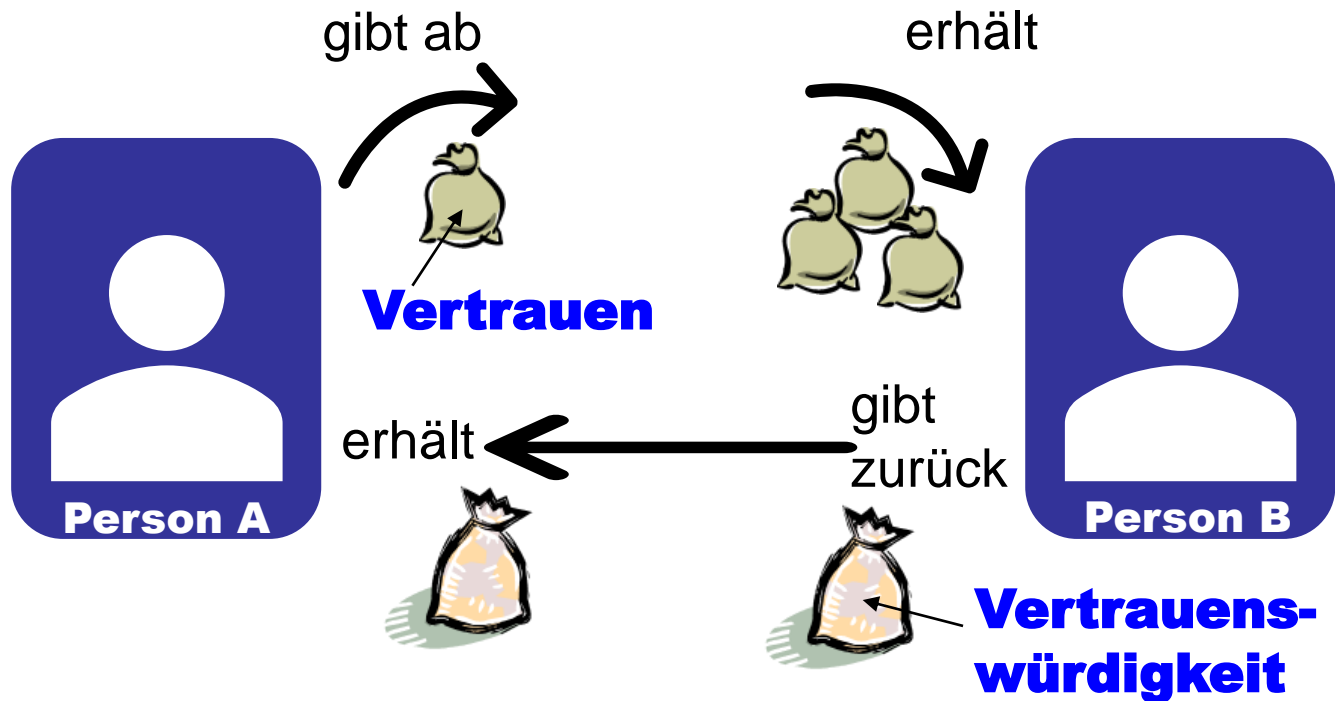 gibt ab
erhält
Vertrauen
Person A
erhält
gibt
zurück
Person B
Vertrauens-
würdigkeit